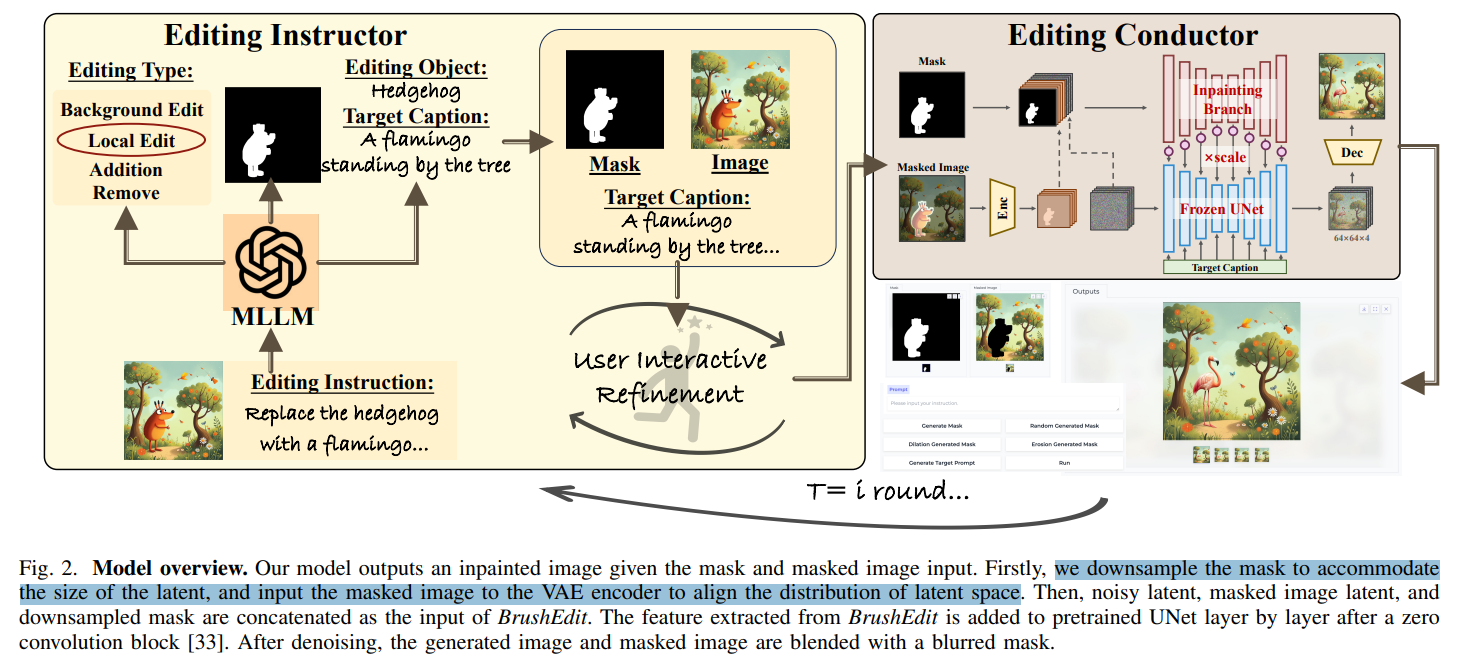 Editing Instructor
Editing Type:
Background Edit
Local Edit
Addition
Remove
Editing Object:
Hedgehog
Target Caption:
A flamingo
standing by the tree
MLLM
Editing Instruction:
Replace the hedgehog
with a flamingo...
Mask
Image
Target Caption:
A flamingo
standing by the tree...
User Interactive
Refinement
Editing Conductor
Mask
Masked Image
Enc
Inpainting
Branch
×scale
Frozen UNet
Target Caption
Dec
64×64×4
Mask
Masked Image
Prompt
Please input your instruction.
Generate Mask
Random Generated Mask
Dilation Generated Mask
Erosion Generated Mask
Generate Target Prompt
Run
Outputs
T= i round...
Fig. 2. Model overview. Our model outputs an inpainted image given the mask and masked image input. Firstly, we downsample the mask to accommodate
the size of the latent, and input the masked image to the VAE encoder to align the distribution of latent space. Then, noisy latent, masked image latent, and
downsampled mask are concatenated as the input of BrushEdit. The feature extracted from BrushEdit is added to pretrained UNet layer by layer after a zero
convolution block [33]. After denoising, the generated image and masked image are blended with a blurred mask.